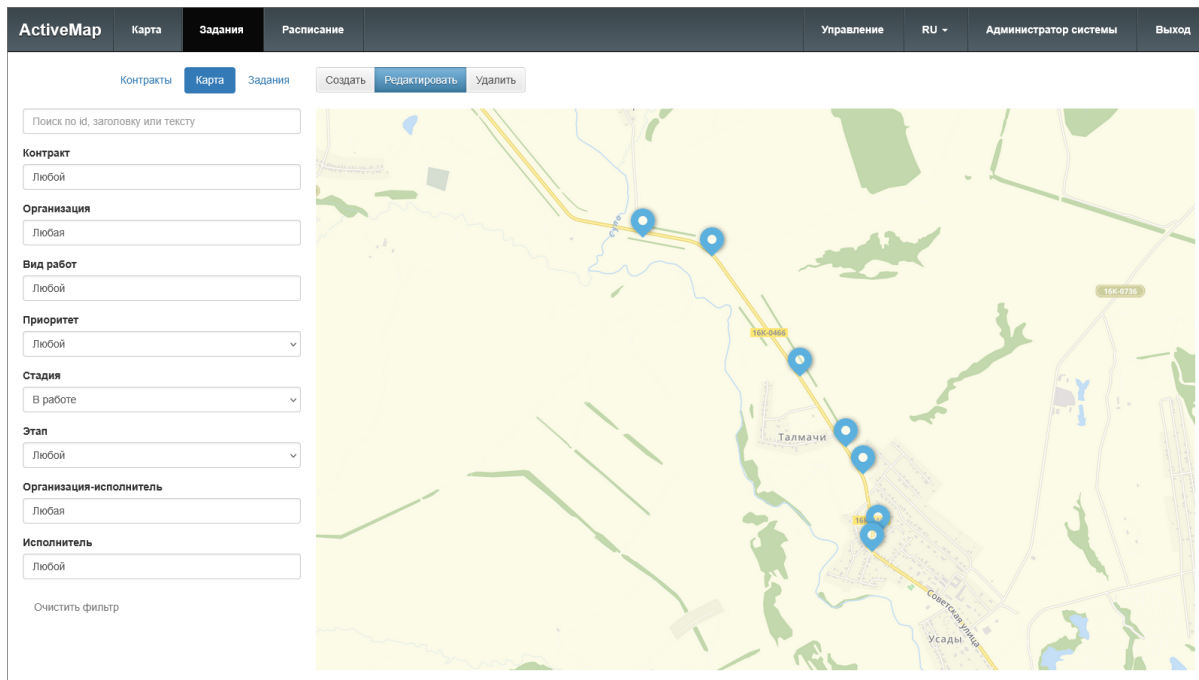 ActiveMap Карта Задания Расписание Управление RU Администратор системы Выход
Контракты Карта Задания Создать Редактировать Удалить
Поиск по id, заголовку или тексту
Контракт
Любой
Организация
Любая
Вид работ
Любой
Приоритет
Любой
Стадия
В работе
Этап
Любой
Организация-исполнитель
Любая
Исполнитель
Любой
Очистить фильтр
Сула
16К-0736
16К-0466
Талмачи
Советская улица
Усады